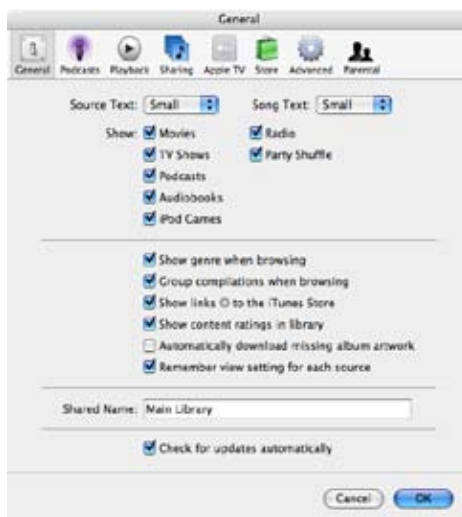 General
General Podcasts Playback Sharing Apple TV Store Advanced Parental
Source Text: Small Song Text: Small
Show: Movies Radio
TV Shows Party Shuffle
Podcasts
Audiobooks
iPod Games
Show genre when browsing
Group compilations when browsing
Show links to the iTunes Store
Show content ratings in library
Automatically download missing album artwork
Remember view setting for each source
Shared Name: Main Library
Check for updates automatically
Cancel OK